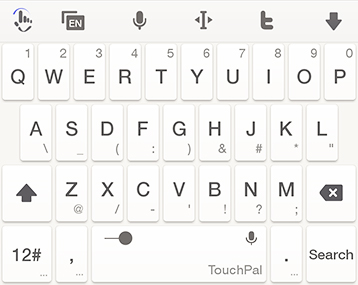 EN
1 2 3 4 5 6 7 8 9 0
Q W E R T Y U I O P
A S D F G H J K L
\ _ ( : ) & # * "
Z X C V B N M
@ / - ' ! ? ;
12# , . Search
... ... ...
TouchPal